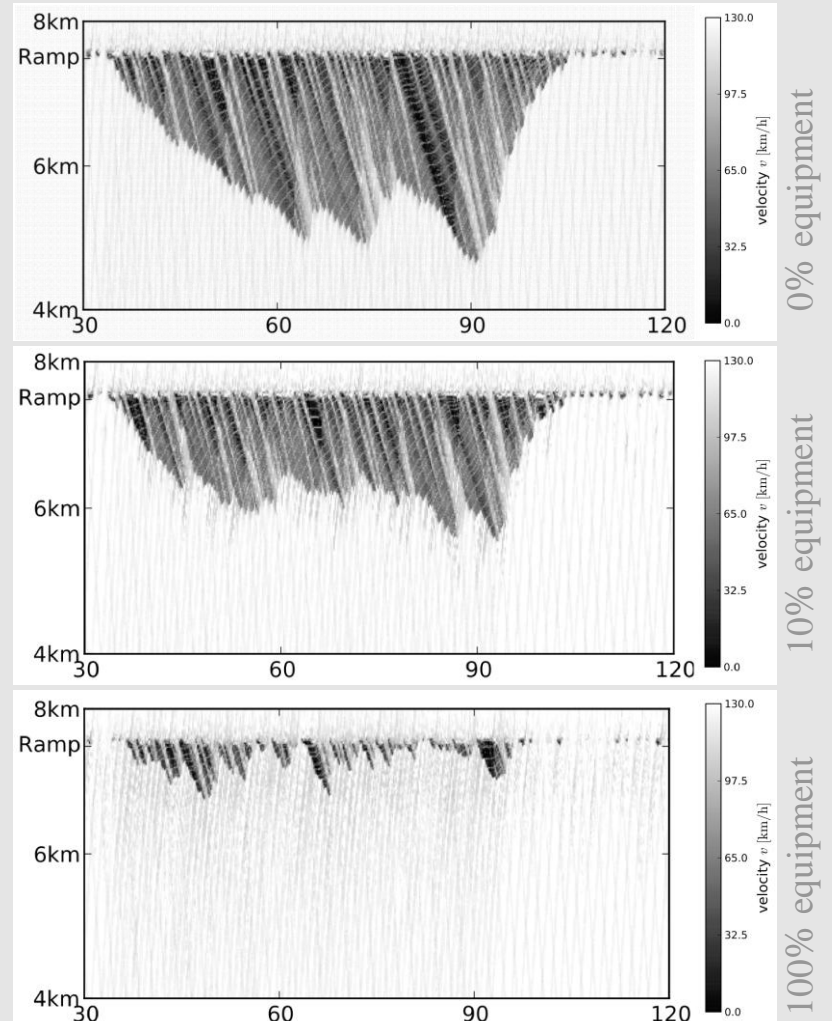 8km
Ramp
6km
4km
30
60
90
120
130.0
97.5
65.0
32.5
0.0
velocity v [km/h]
0% equipment
8km
Ramp
6km
4km
30
60
90
120
130.0
97.5
65.0
32.5
0.0
velocity v [km/h]
10% equipment
8km
Ramp
6km
4km
30
60
90
120
130.0
97.5
65.0
32.5
0.0
velocity v [km/h]
100% equipment